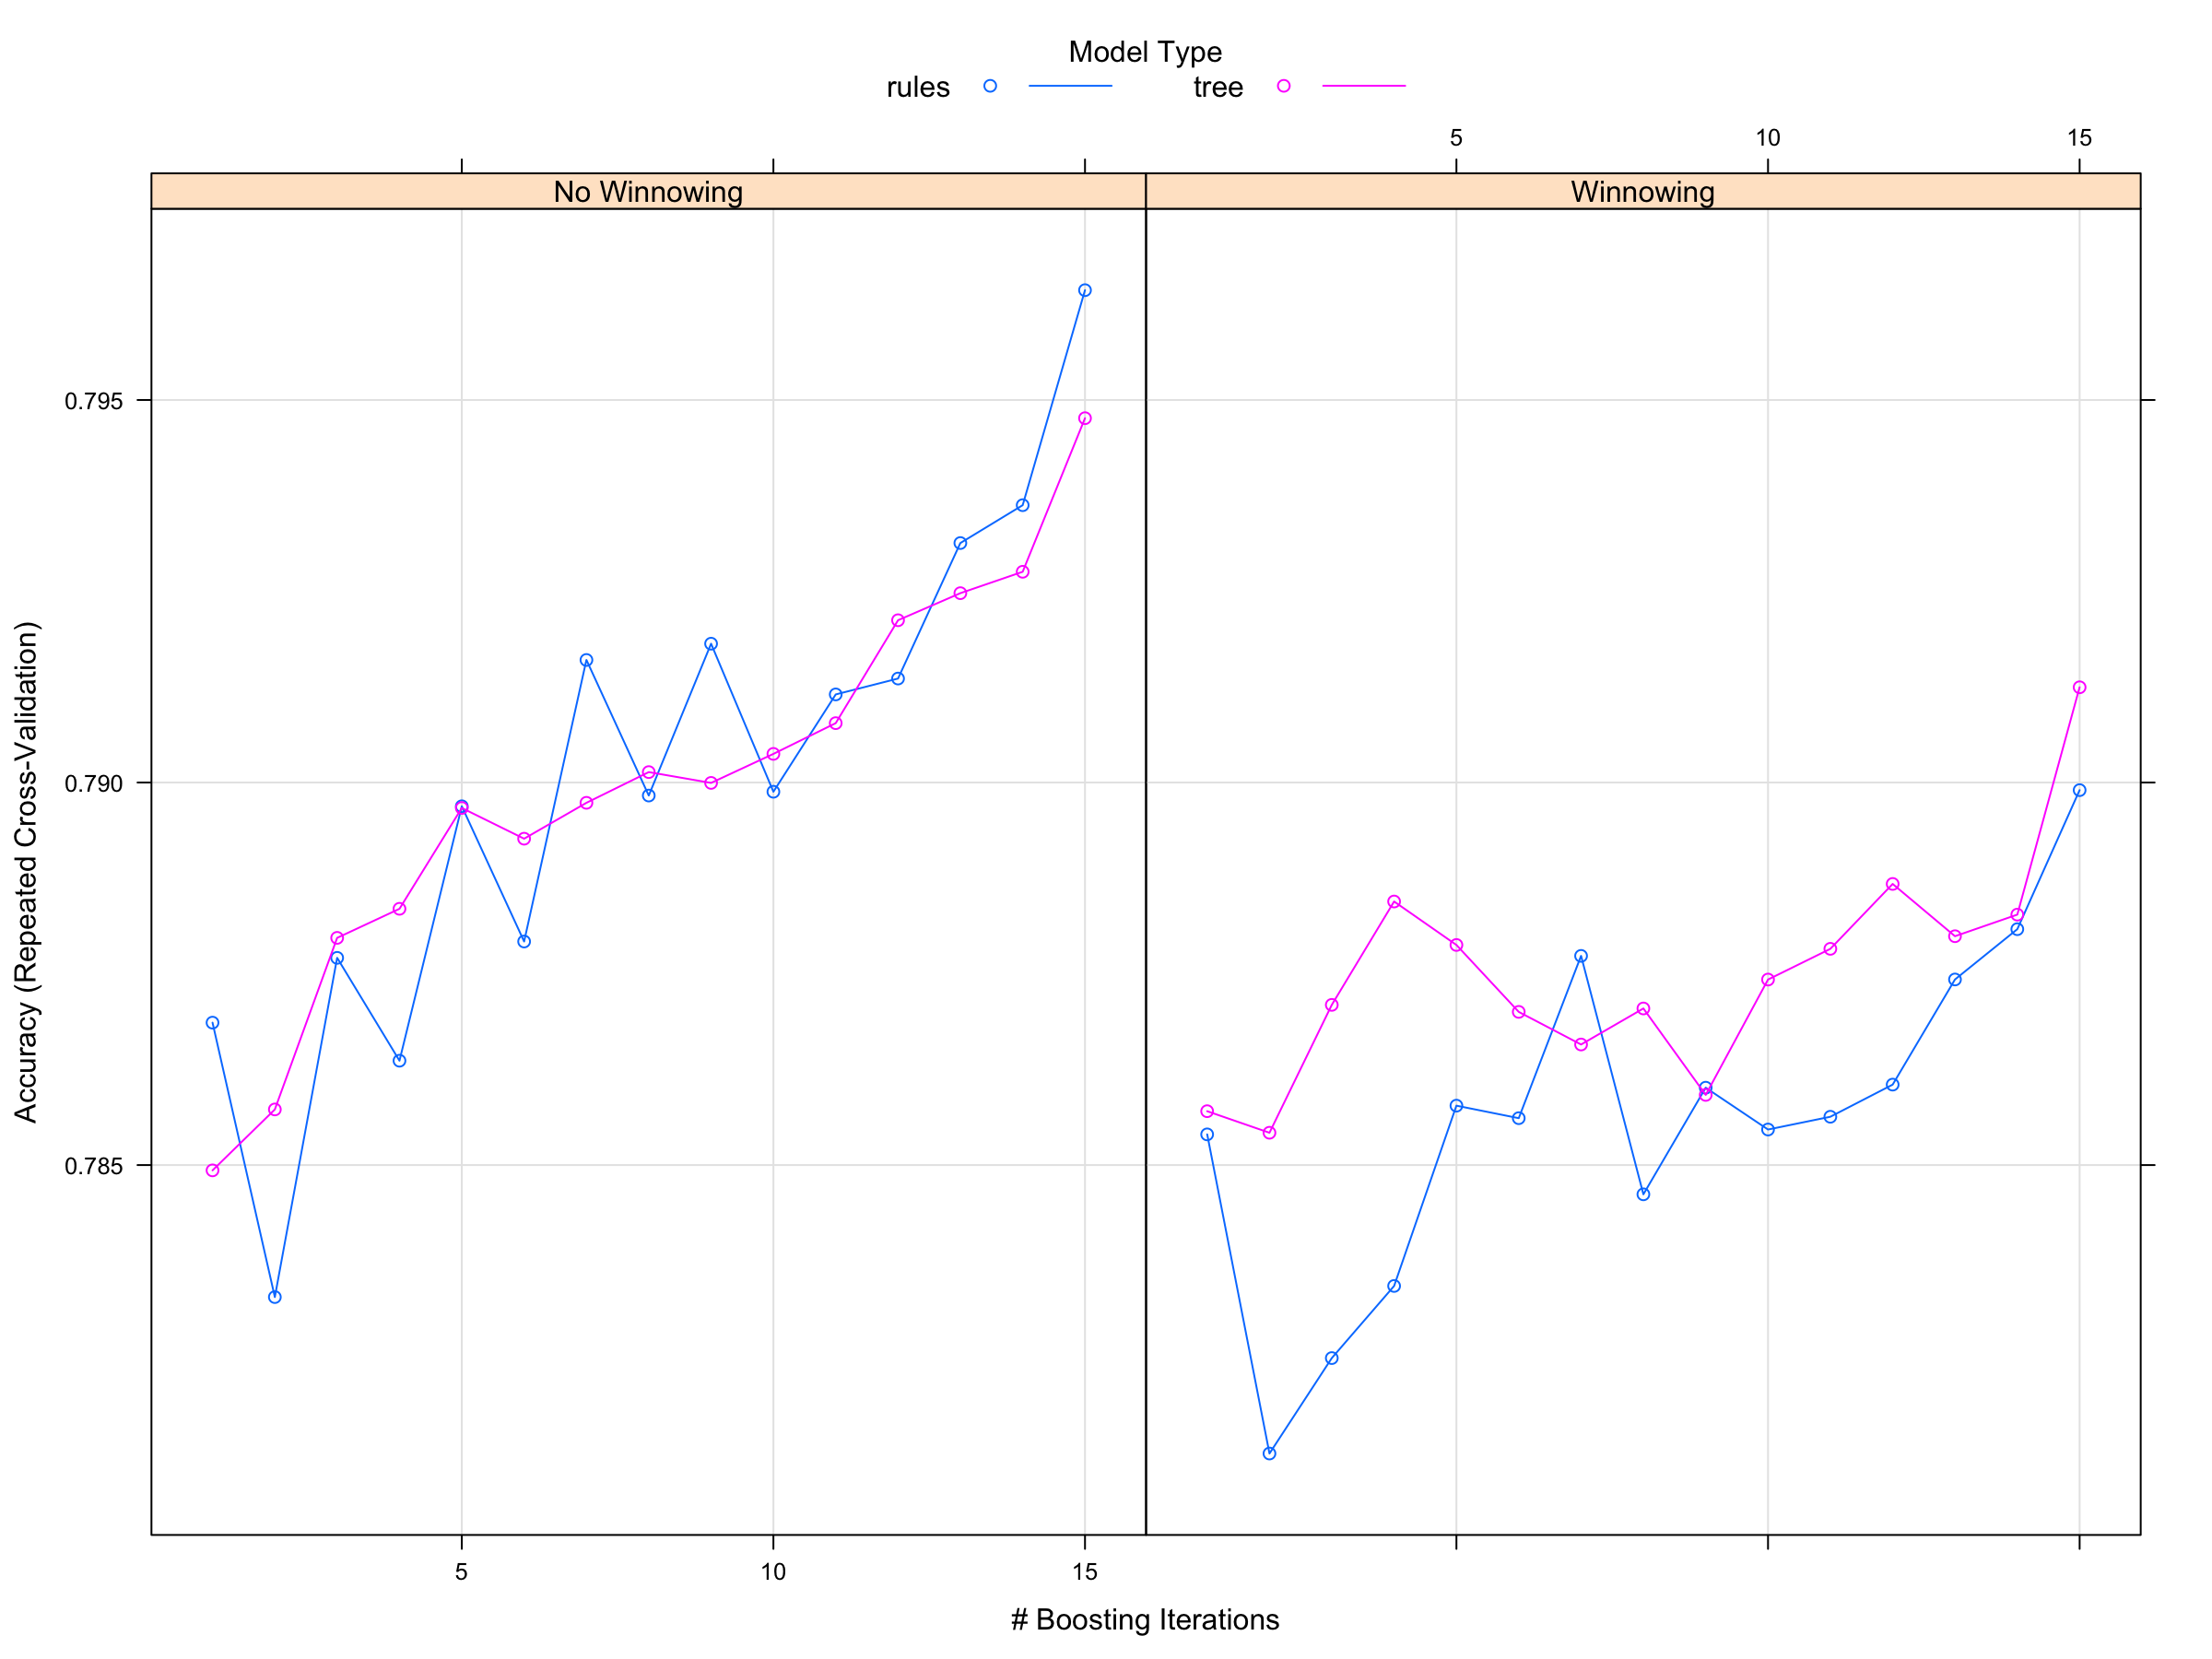 Model Type
rules tree
5 10 15
No Winnowing Winnowing
0.795
0.790
0.785
Accuracy (Repeated Cross-Validation)
5 10 15
# Boosting Iterations